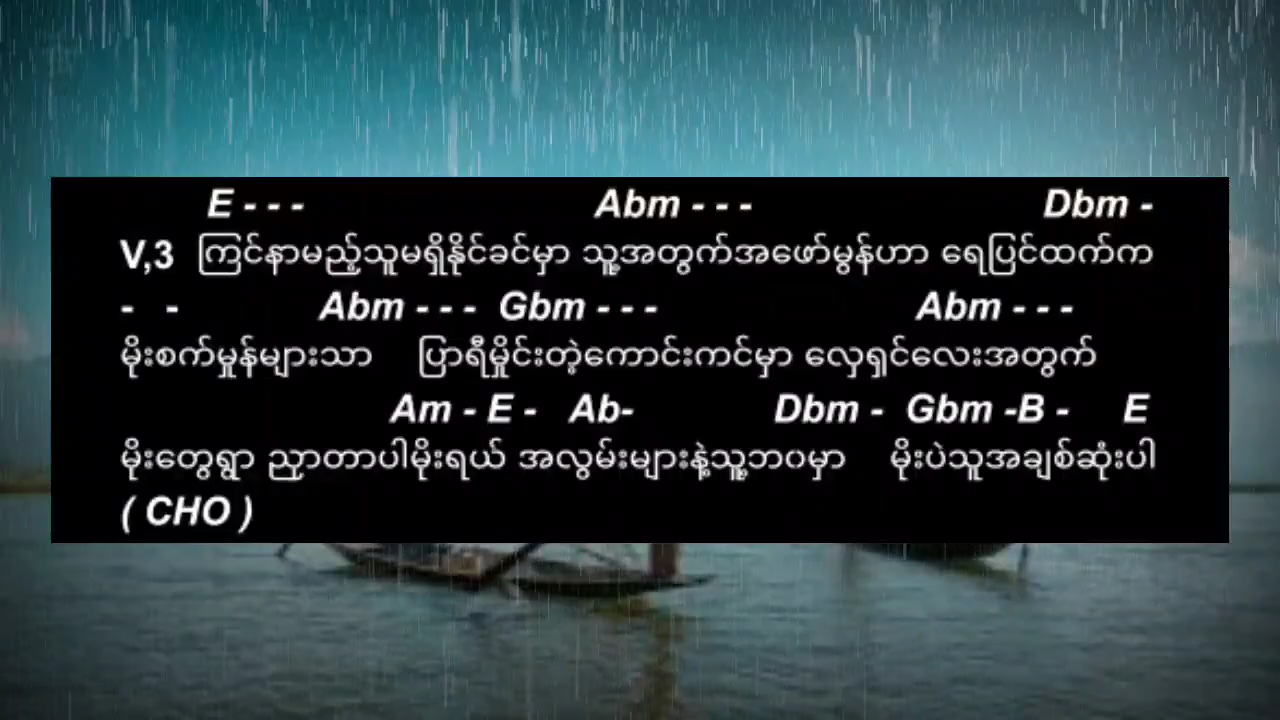 E - - - Abm - - - Dbm -
V,3 ကြင်နာမည့်သူမရှိနိုင်ခင်မှာ သူ့အတွက်အဖော်မွန်ဟာ ရေပြင်ထက်က
- - Abm - - - Gbm - - - Abm - - -
မိုးစက်မှုန်များသာ ပြာရီမှိုင်းတဲ့ကောင်းကင်မှာ လှေရှင်လေးအတွက်
Am - E - Ab- Dbm - Gbm -B - E
မိုးတွေရွာ ညှာတာပါမိုးရယ် အလွမ်းများနဲ့သူ့ဘဝမှာ မိုးပဲသူအချစ်ဆုံးပါ
( CHO )